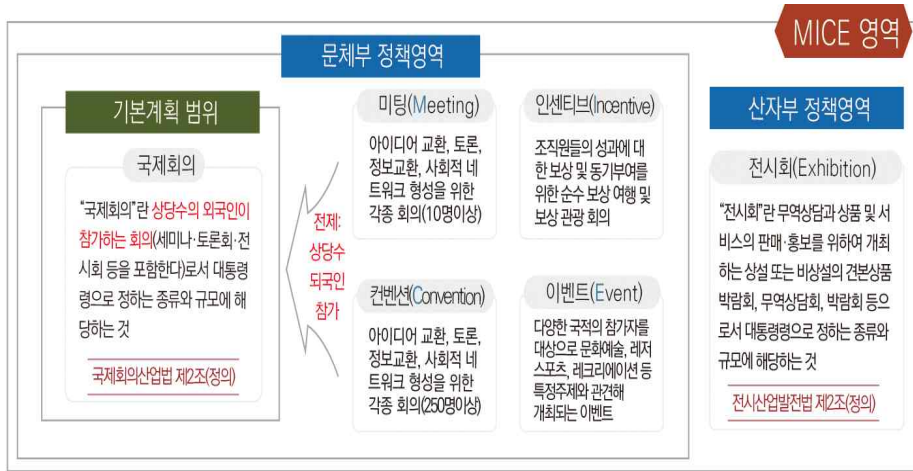 MICE 영역
문체부 정책영역
기본계획 범위
국제회의
“국제회의”란 상당수의 외국인이
참가하는 회의(세미나·토론회·전
시회 등을 포함한다)로서 대통령
령으로 정하는 종류와 규모에 해
당하는 것
국제회의산업법 제2조(정의)
전제:
상당수
되국인
참가
미팅(Meeting)
아이디어 교환, 토론,
정보교환, 사회적 네
트워크 형성을 위한
각종 회의(10명이상)
인센티브(Incentive)
조직원들의 성과에 대
한 보상 및 동기부여를
위한 순수 보상 여행 및
보상 관광 회의
컨벤션(Convention)
아이디어 교환, 토론,
정보교환, 사회적 네
트워크 형성을 위한
각종 회의(250명이상)
이벤트(Event)
다양한 국적의 참가자를
대상으로 문화예술, 레저
스포츠, 레크리에이션 등
특정주제와 관견해
개최되는 이벤트
산자부 정책영역
전시회(Exhibition)
“전시회”란 무역상담과 상품 및 서
비스의 판매·홍보를 위하여 개최
하는 상설 또는 비상설의 견본상품
박람회, 무역상담회, 박람회 등으
로서 대통령령으로 정하는 종류와
규모에 해당하는 것
전시산업발전법 제2조(정의)